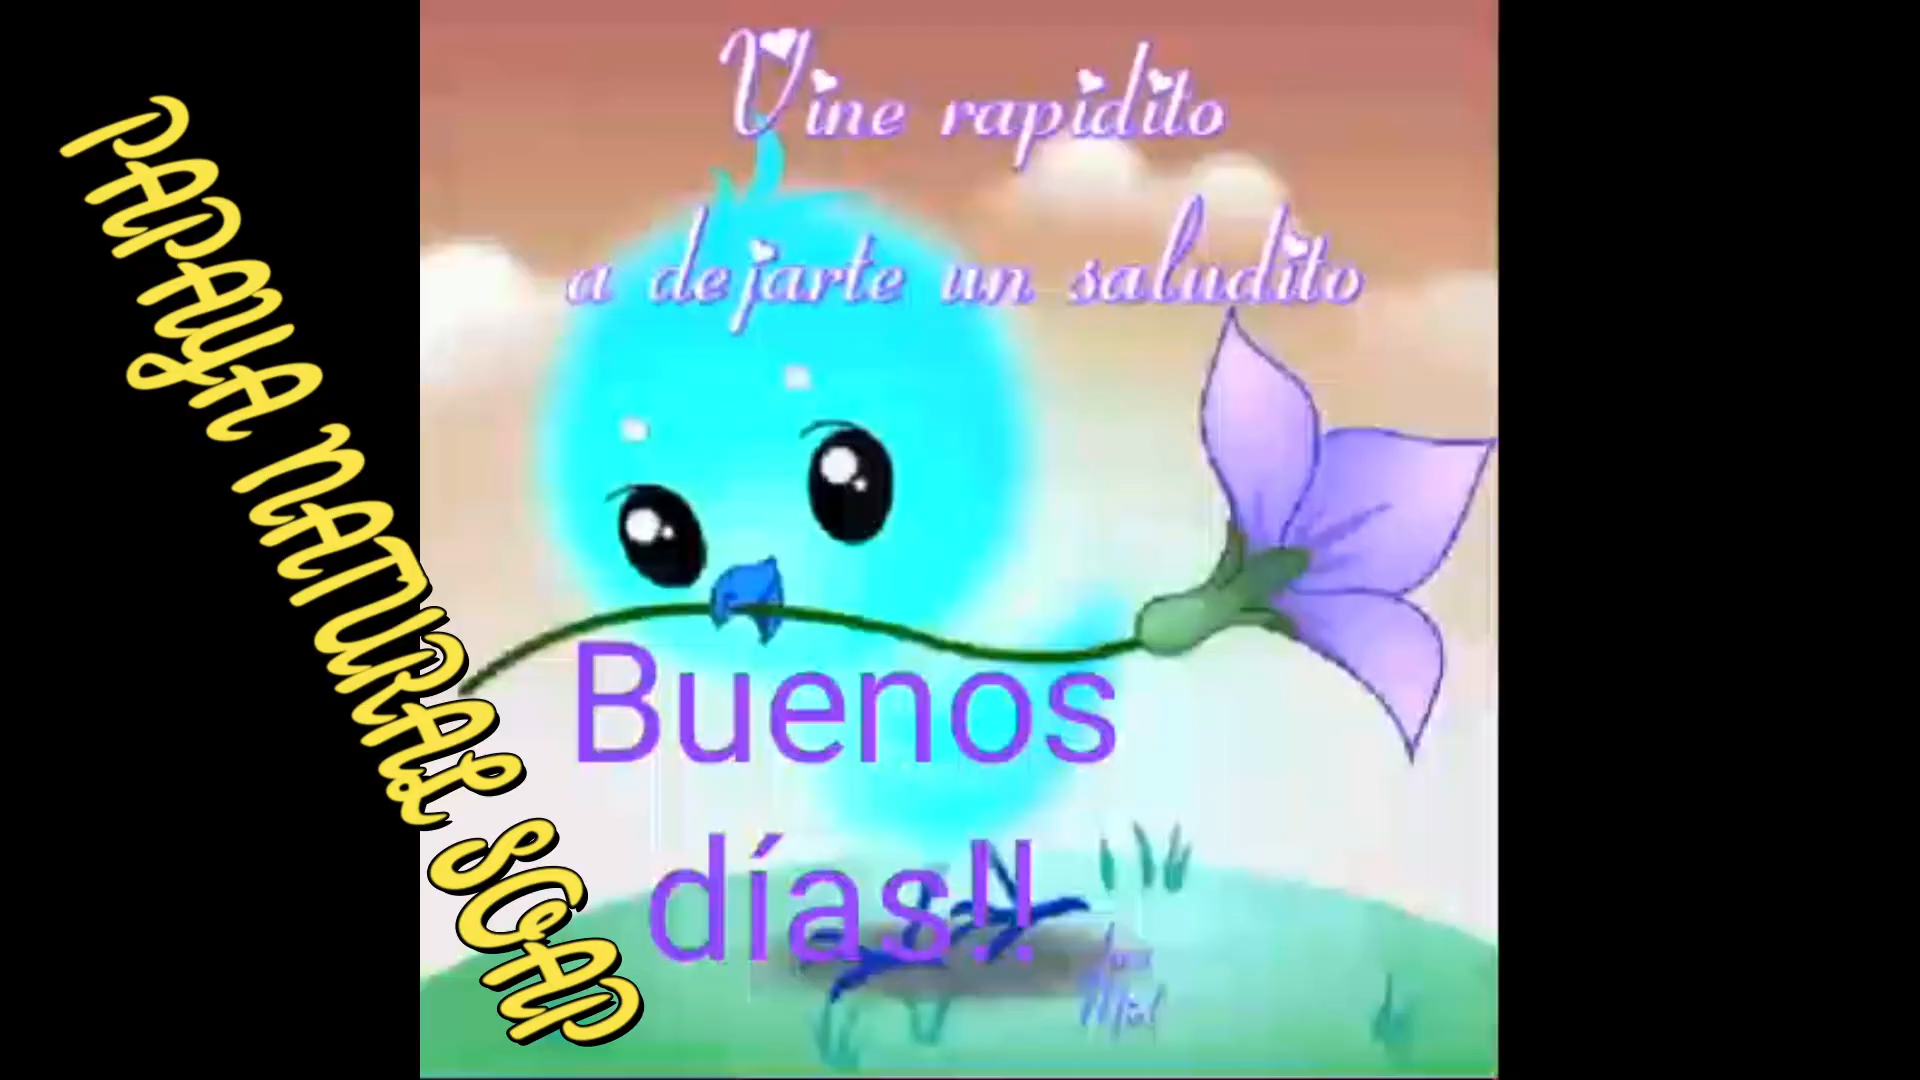 Vine rapidito
a dejarte un saludito
Buenos
días!!
PAPAYA NATURAL SOAP